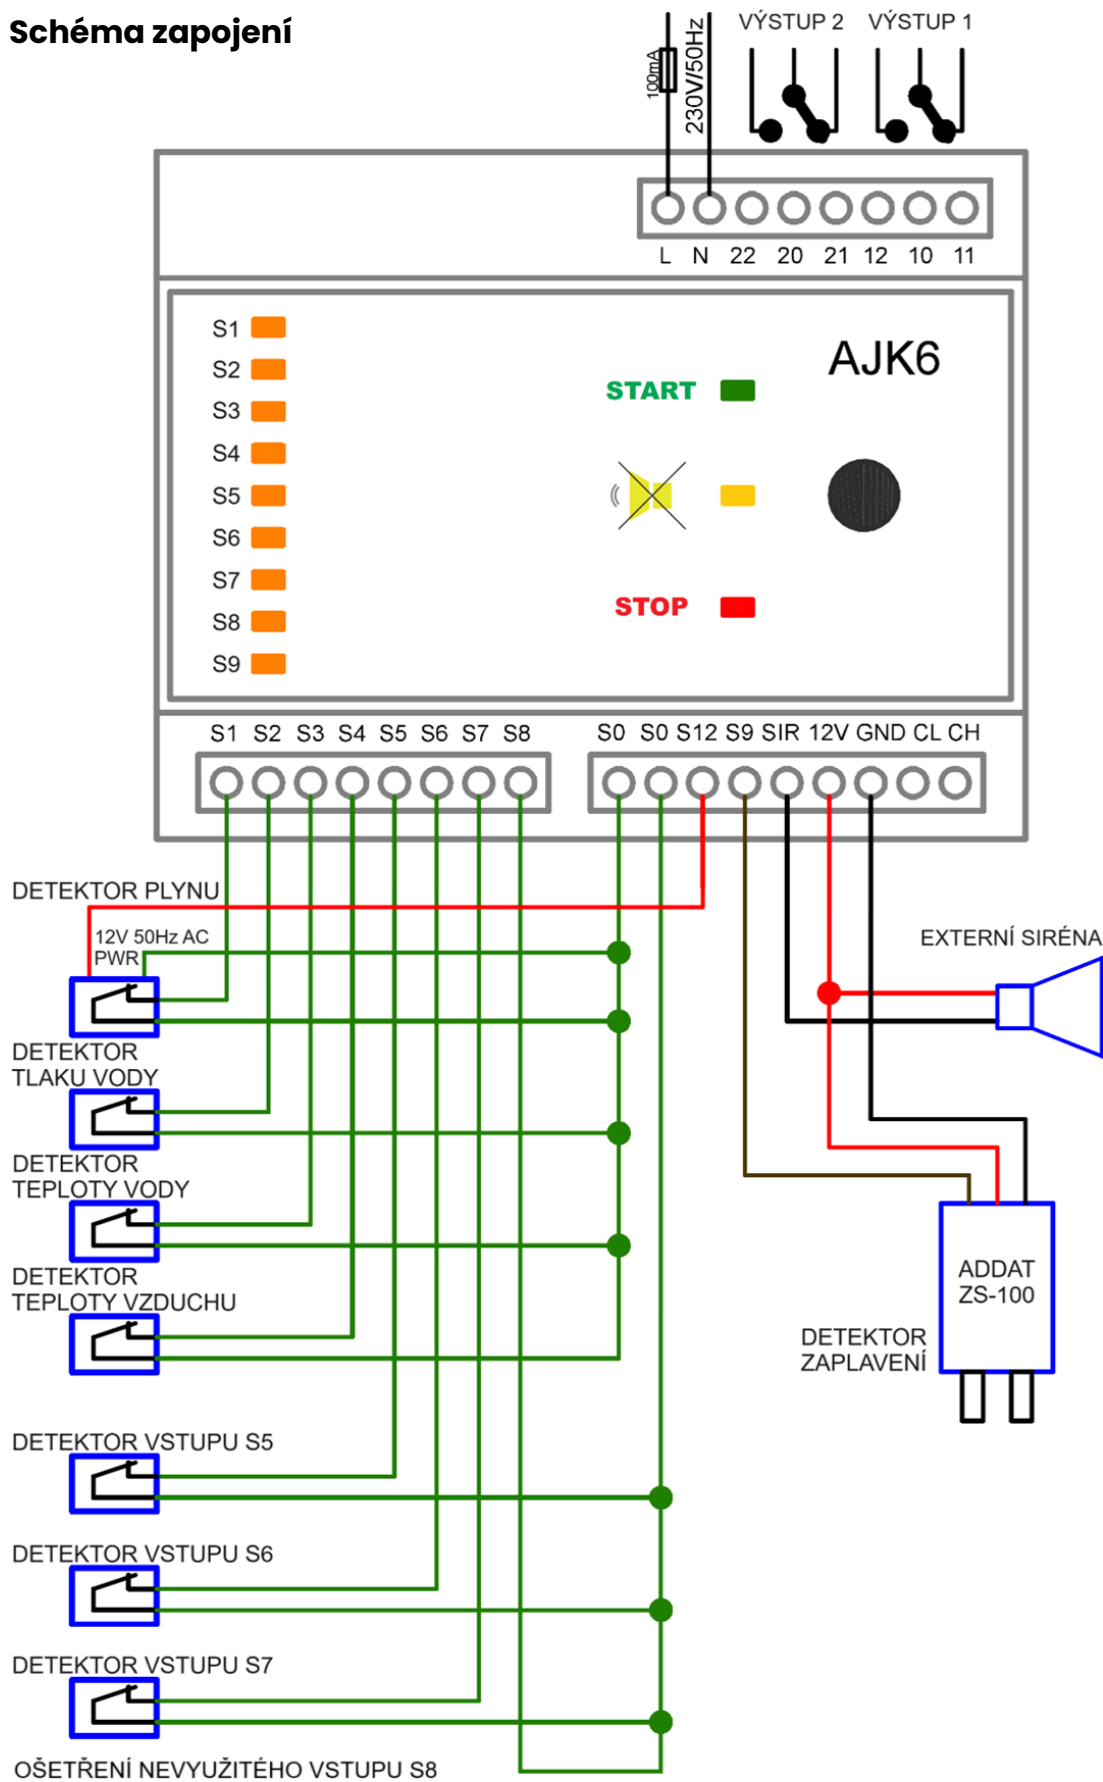 Schéma zapojení
VÝSTUP 2 VÝSTUP 1
100mA
230V/50Hz
L N 22 20 21 12 10 11
S1
S2
S3
S4
S5
S6
S7
S8
S9
AJK6
START
STOP
S1 S2 S3 S4 S5 S6 S7 S8 S0 S0 S12 S9 SIR 12V GND CL CH
DETEKTOR PLYNU
12V 50Hz AC
PWR
EXTERNÍ SIRÉNA
DETEKTOR
TLAKU VODY
DETEKTOR
TEPLOTY VODY
DETEKTOR
TEPLOTY VZDUCHU
ADDAT
ZS-100
DETEKTOR
ZAPLAVENÍ
DETEKTOR VSTUPU S5
DETEKTOR VSTUPU S6
DETEKTOR VSTUPU S7
OŠETŘENÍ NEVYUŽITÉHO VSTUPU S8